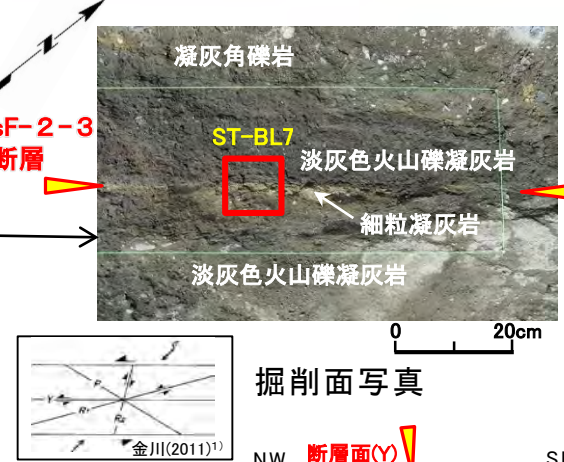 凝灰角礫岩
sF-2-3
断層
ST-BL7
淡灰色火山礫凝灰岩
細粒凝灰岩
淡灰色火山礫凝灰岩
0 20cm
掘削面写真
P
Y
R1
R2
金川(2011)1)
NW 断層面(Y)